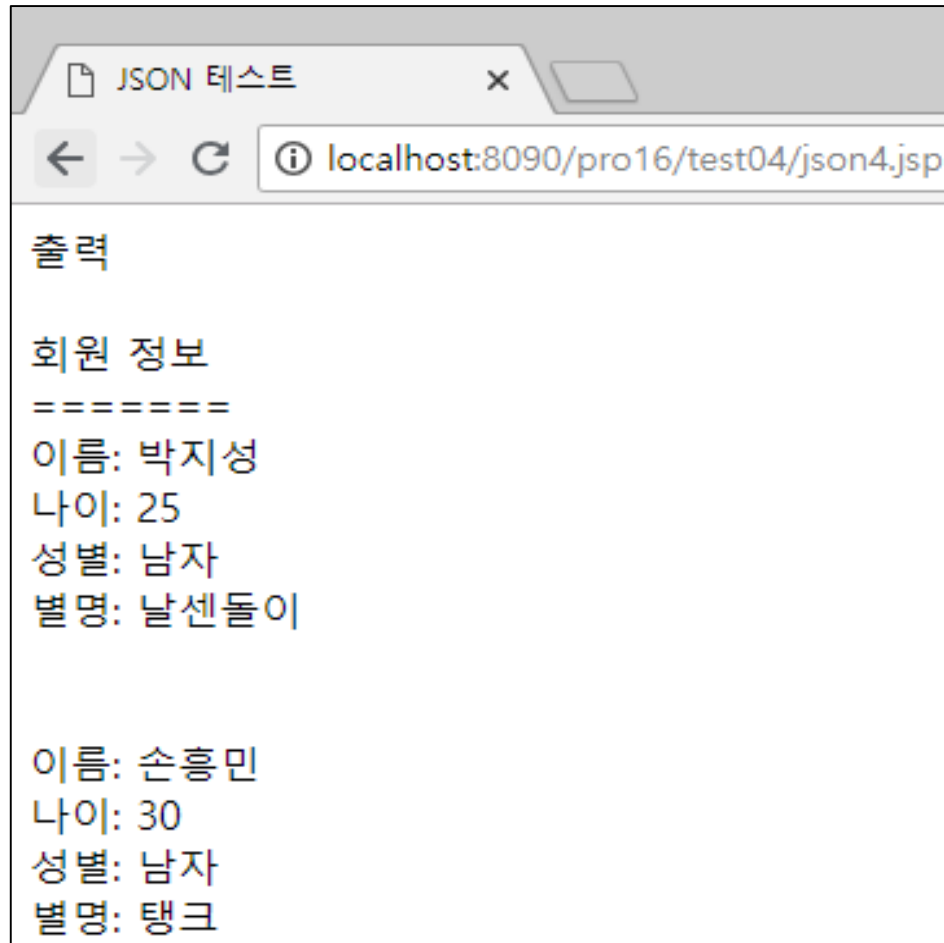 JSON 테스트
localhost:8090/pro16/test04/json4.jsp
출력
회원 정보
=======
이름: 박지성
나이: 25
성별: 남자
별명: 날센돌이
이름: 손흥민
나이: 30
성별: 남자
별명: 탱크